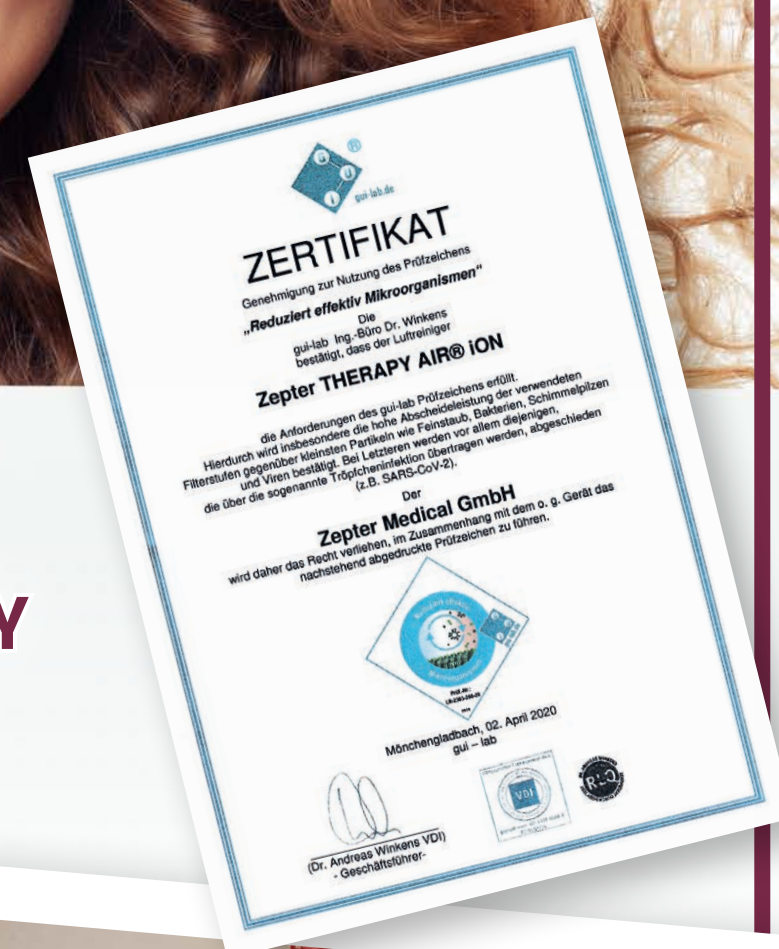 gui-lab.de
ZERTIFIKAT
Genehmigung zur Nutzung des Prüfzeichens
„Reduziert effektiv Mikroorganismen“
Die
gui-lab Ing.-Büro Dr. Winkens
bestätigt, dass der Luftreiniger
Zepter THERAPY AIR® iON
die Anforderungen des gui-lab Prüfzeichens erfüllt.
Hierdurch wird insbesondere die hohe Abscheideleistung der verwendeten
Filterstufen gegenüber kleinsten Partikeln wie Feinstaub, Bakterien, Schimmelpilzen
und Viren bestätigt. Bei Letzteren werden vor allem diejenigen,
die über die sogenannte Tröpfcheninfektion übertragen werden, abgeschieden
(z.B. SARS-CoV-2).
Der
Zepter Medical GmbH
wird daher das Recht verliehen, im Zusammenhang mit dem o. g. Gerät das
nachstehend abgedruckte Prüfzeichen zu führen.
Reduziert effektiv
Mikroorganismen
Mönchengladbach, 02. April 2020
gui – lab
VDI
(Dr. Andreas Winkens VDI)
- Geschäftsführer-
Y